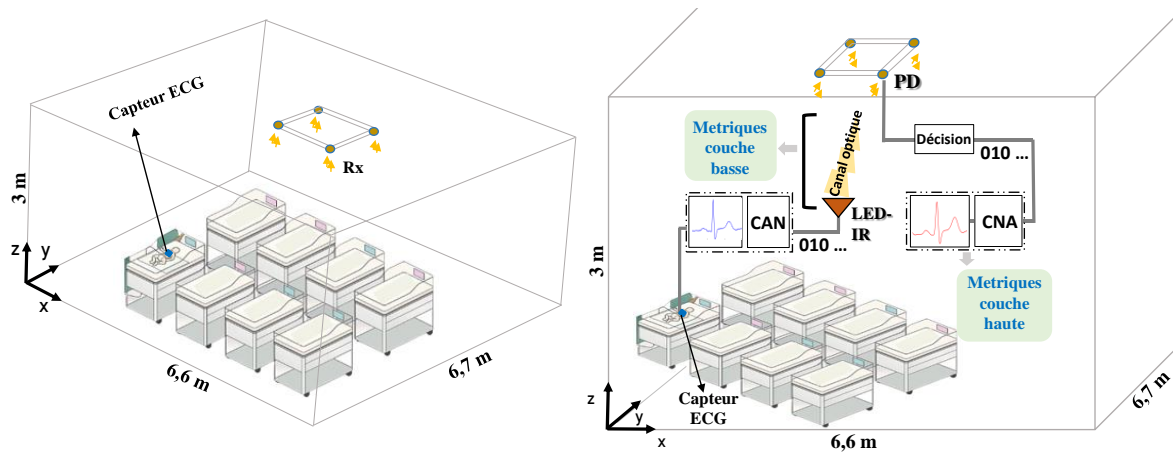 Capteur ECG
Rx
3 m
z
y
x
6,6 m
6,7 m
PD
Metriques
couche
basse
Canal optique
Décision
010 ...
CAN
LED-
IR
010 ...
CNA
Metriques
couche
haute
3 m
Capteur
ECG
z
y
x
6,6 m
6,7 m